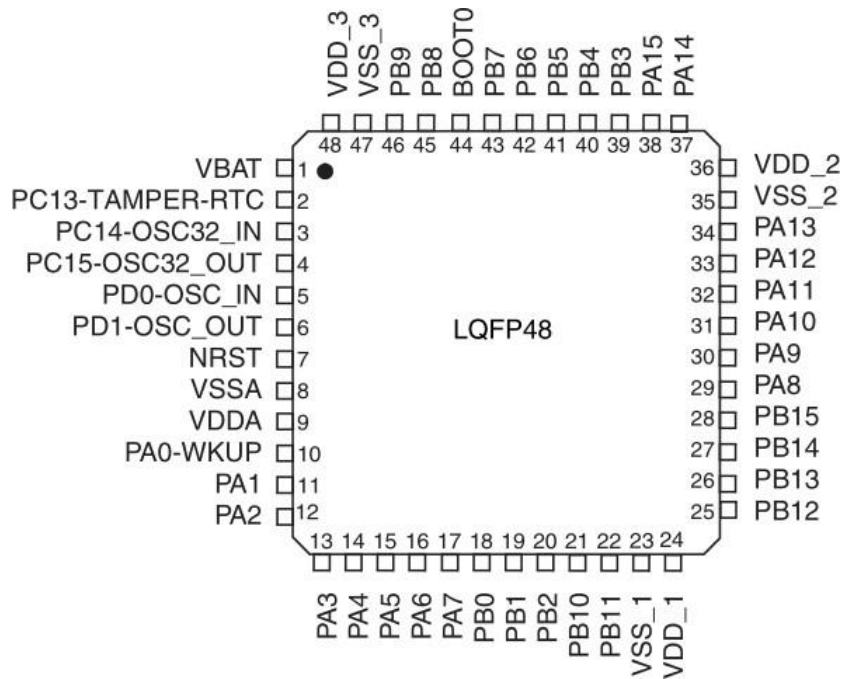 VDD_3
VSS_3
PB9
PB8
BOOT0
PB7
PB6
PB5
PB4
PB3
PA15
PA14
48 47 46 45 44 43 42 41 40 39 38 37
VBAT 1
PC13-TAMPER-RTC 2
PC14-OSC32_IN 3
PC15-OSC32_OUT 4
PD0-OSC_IN 5
PD1-OSC_OUT 6
NRST 7
VSSA 8
VDDA 9
PA0-WKUP 10
PA1 11
PA2 12
LQFP48
36 VDD_2
35 VSS_2
34 PA13
33 PA12
32 PA11
31 PA10
30 PA9
29 PA8
28 PB15
27 PB14
26 PB13
25 PB12
13 14 15 16 17 18 19 20 21 22 23 24
PA3
PA4
PA5
PA6
PA7
PB0
PB1
PB2
PB10
PB11
VSS_1
VDD_1